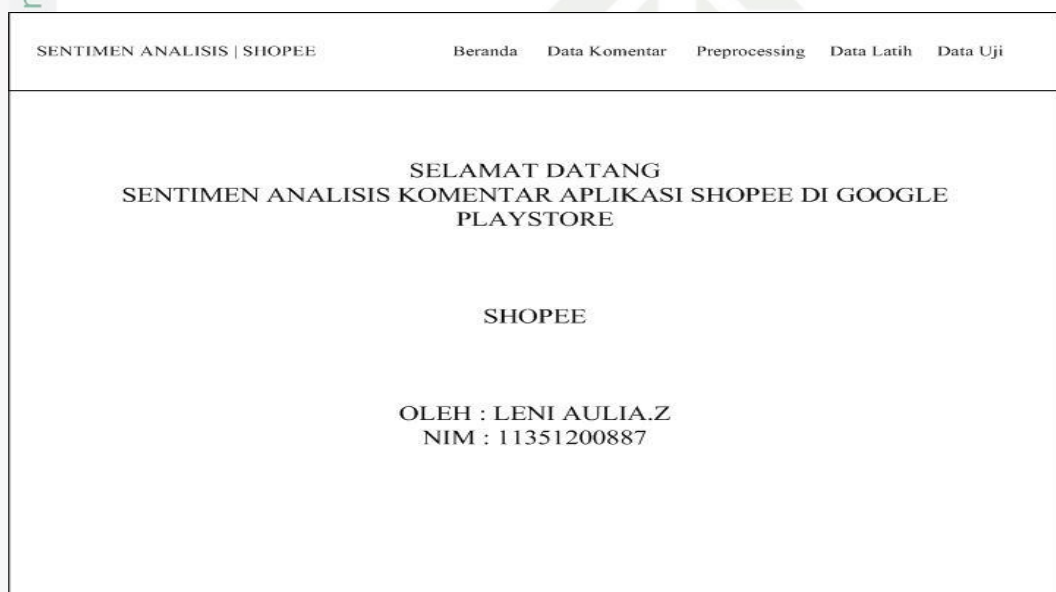 SENTIMEN ANALISIS | SHOPEE Beranda Data Komentar Preprocessing Data Latih Data Uji
SELAMAT DATANG
SENTIMEN ANALISIS KOMENTAR APLIKASI SHOPEE DI GOOGLE
PLAYSTORE
SHOPEE
OLEH : LENI AULIA.Z
NIM : 11351200887